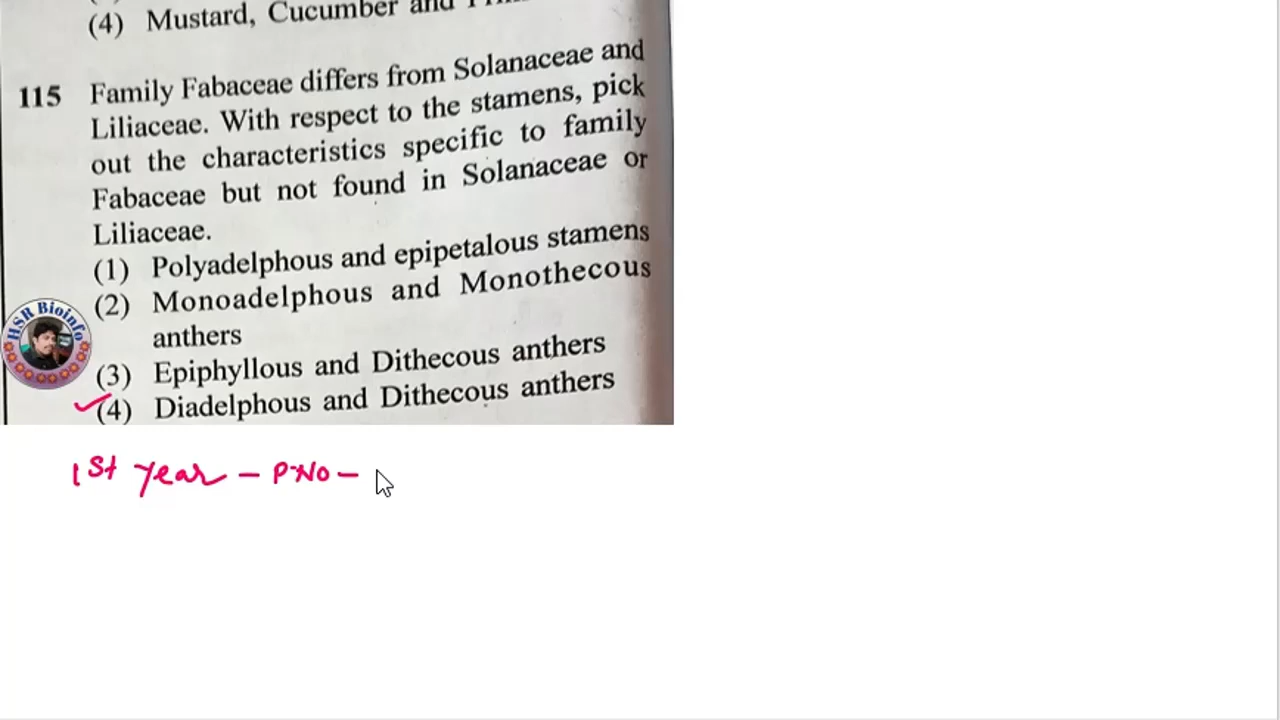 (4) Mustard, Cucumber and
115 Family Fabaceae differs from Solanaceae and
Liliaceae. With respect to the stamens, pick
out the characteristics specific to family
Fabaceae but not found in Solanaceae or
Liliaceae.
(1) Polyadelphous and epipetalous stamens
(2) Monoadelphous and Monothecous
anthers
(3) Epiphyllous and Dithecous anthers
(4) Diadelphous and Dithecous anthers
HSR Bioinfo
1st year - P.No -